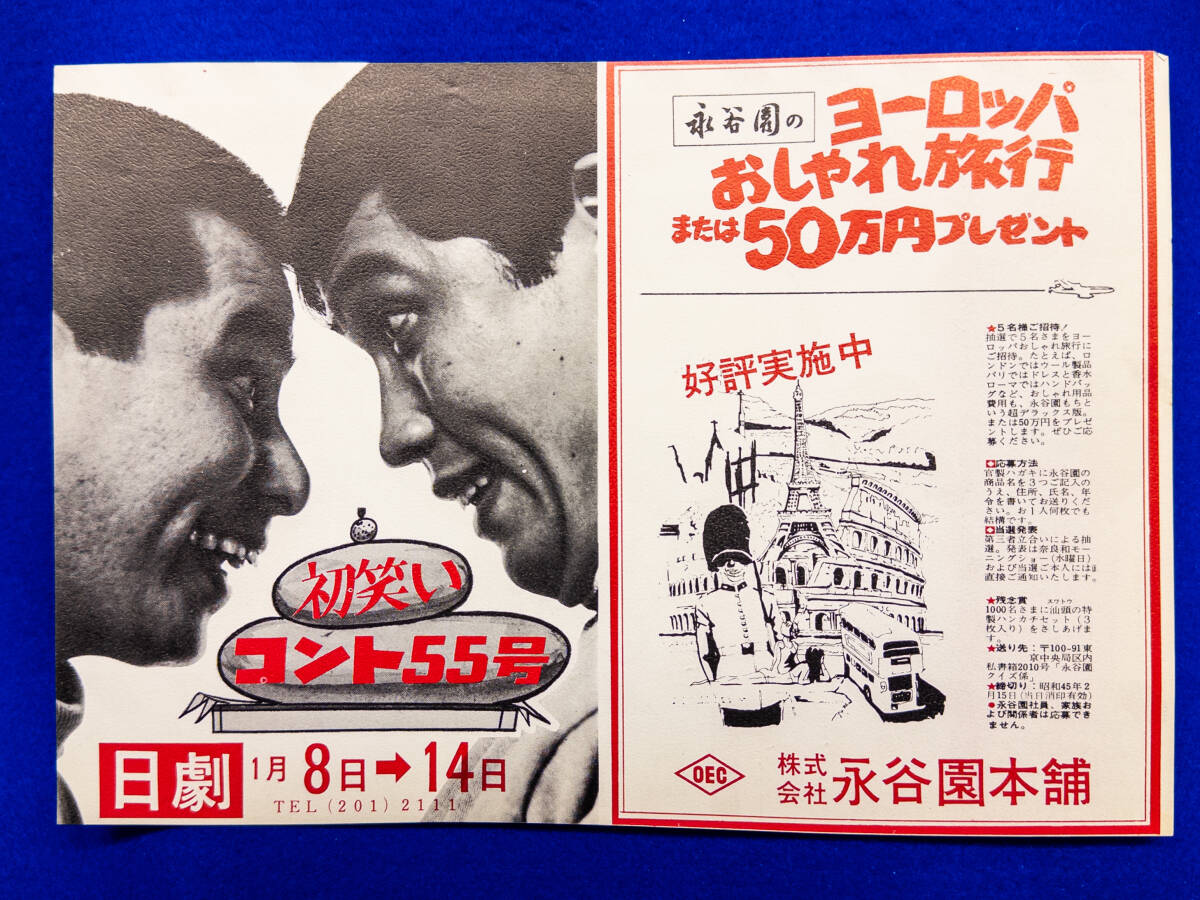 初笑い
コント55号
日劇
1月8日→14日
TEL(201)2111
永谷園の
ヨーロッパ
おしゃれ旅行
または50万円プレゼント
好評実施中
★5名様ご招待!
抽選で5名さまをヨー
ロッパおしゃれ旅行に
ご招待。たとえば、ロ
ンドンではウール製品
パリではドレスと香水
ローマではハンドバッ
グなど、おしゃれ用品
費用も、永谷園もちと
いう超デラックス版。
または50万円をプレゼ
ントします。ぜひご応
募ください。
応募方法
官製ハガキに永谷園の
商品名を3つご記入の
うえ、住所、氏名、年
令を書いてお送りくだ
さい。お1人何枚でも
結構です。
当選発表
第三者立合いによる抽
選。発表は奈良和モー
ニングショー(水曜日)
および当選ご本人には
直接ご通知いたします。
★残念賞
スワトウ
1000名さまに汕頭の特
製ハンカチセット(3
枚入り)をさしあげま
す。
★送り先:〒100-91東
京中央局区内
私書箱2010号「永谷園
クイズ係」
★締切り:昭和45年2
月15日(当日消印有効)
●永谷園社員、家族お
よび関係者は応募でき
ません。
OEC
株式会社 永谷園本舗